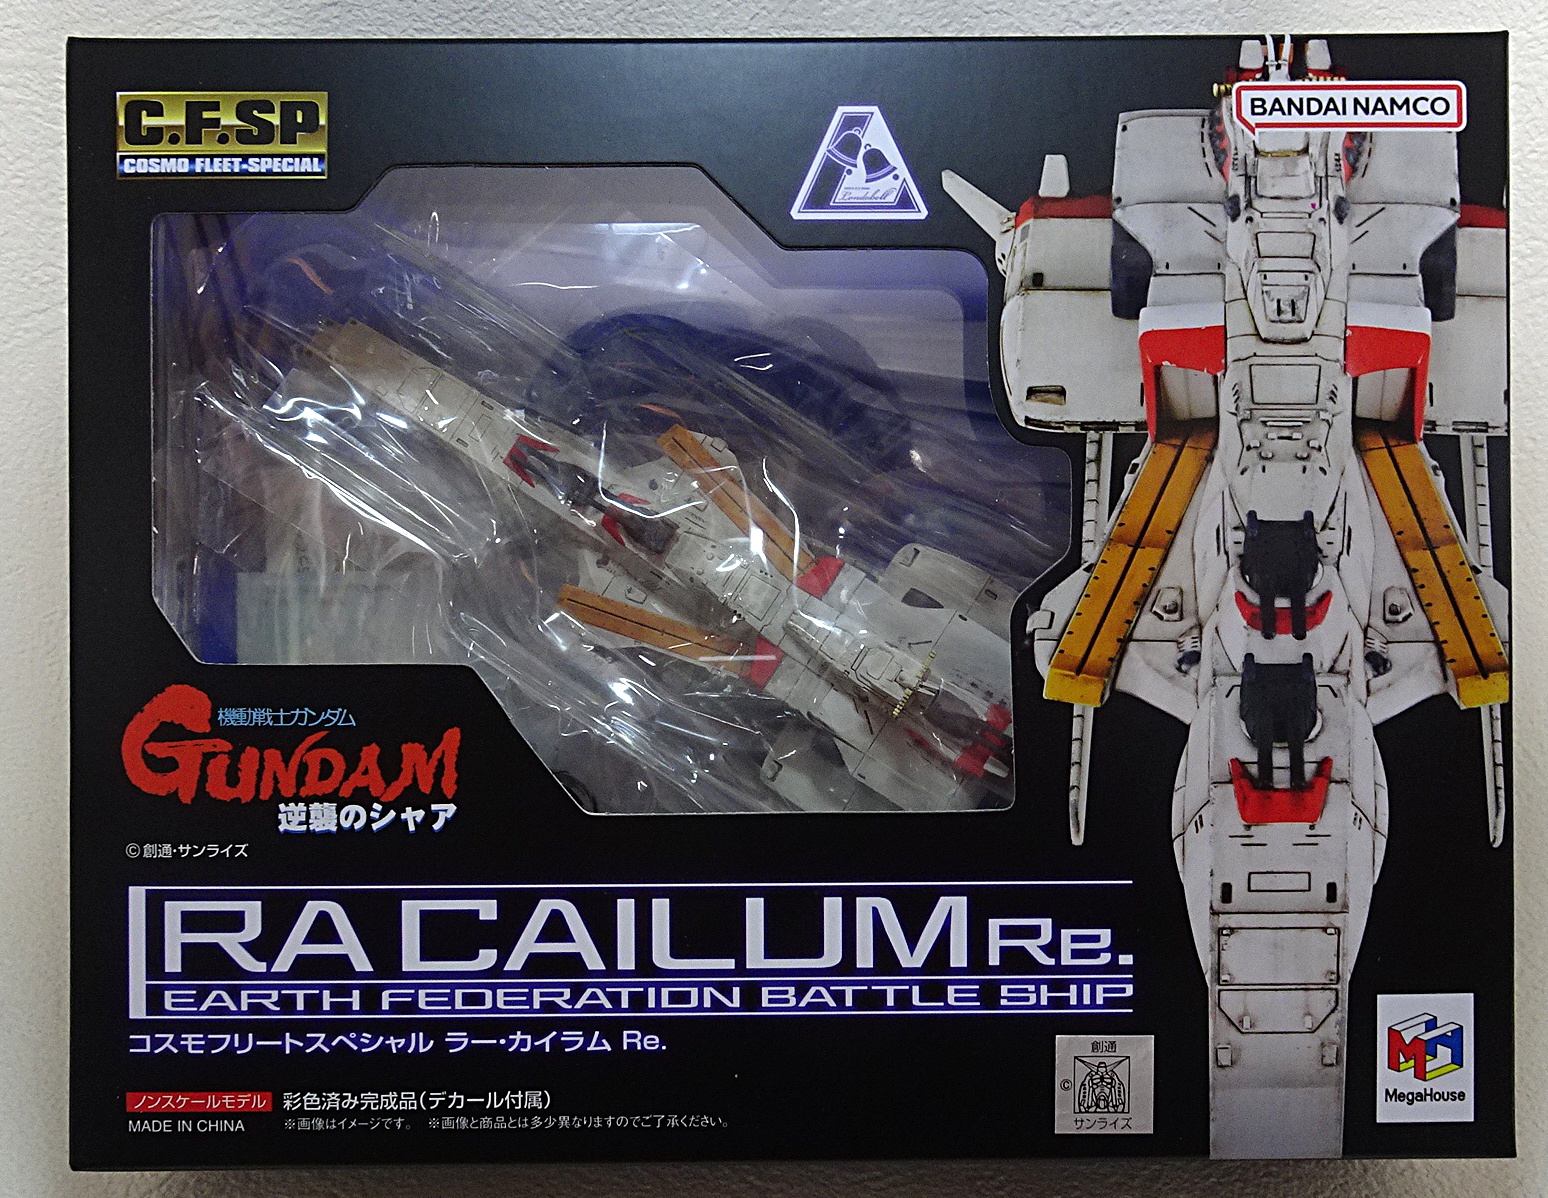 C.F.SP
COSMO FLEET-SPECIAL
Londobell
BANDAI NAMCO
機動戦士ガンダム
GUNDAM
逆襲のシャア
©創通・サンライズ
RA CAILUM Re.
EARTH FEDERATION BATTLE SHIP
コスモフリートスペシャル ラー・カイラム Re.
ノンスケールモデル 彩色済み完成品(デカール付属)
MADE IN CHINA ※画像はイメージです。 ※画像と商品とは多少異なりますのでご了承ください。
創通
©
サンライズ
MH
MegaHouse